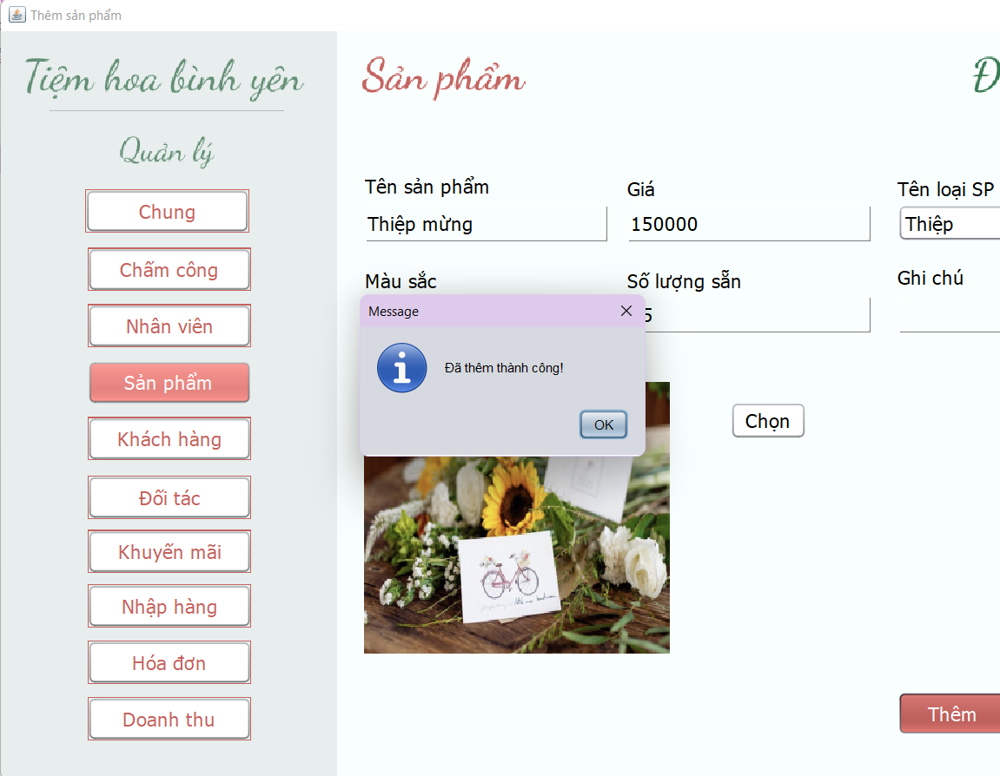 Thêm sản phẩm
Tiệm hoa bình yên
Quản lý
Chung
Chấm công
Nhân viên
Sản phẩm
Khách hàng
Đối tác
Khuyến mãi
Nhập hàng
Hóa đơn
Doanh thu
Sản phẩm
Đ
Tên sản phẩm
Giá
Tên loại SP
Thiệp mừng
150000
Thiệp
Màu sắc
Số lượng sẵn
Ghi chú
5
Message
Đã thêm thành công!
OK
Chọn
Thêm